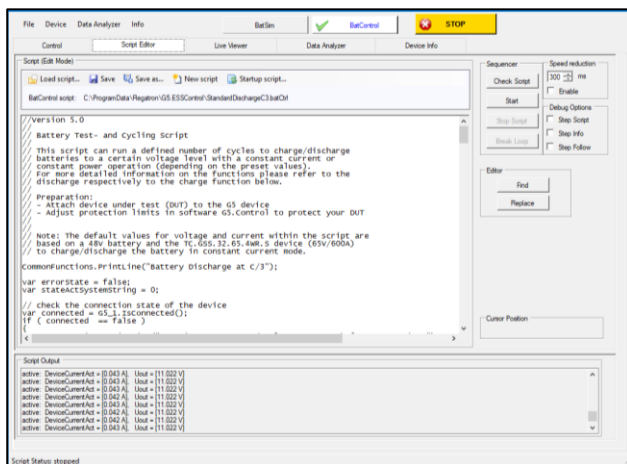 File Device Data Analyzer Info BatSim BatControl STOP
Control Script Editor Live Viewer Data Analyzer Device Info
Script (Edit Mode)
Load script... Save Save as... New script Startup script...
BatControl script: C:\ProgramData\Regatron\G5.ESSControl\StandardDischargeC3.batCtrl
//Version 5.0
//
// Battery Test- and Cycling Script
//
// This script can run a defined number of cycles to charge/discharge
// batteries to a certain voltage level with a constant current or
// constant power operation (depending on the preset values).
// For more detailed information on the functions please refer to the
// discharge respectively to the charge function below.
//
// Preparation:
// - Attach device under test (DUT) to the G5 device
// - Adjust protection limits in software G5.Control to protect your DUT
//
//
// Note: The default values for voltage and current within the script are
// based on a 48V battery and the TC.GSS.32.65.4WR.S device (65V/600A)
// to charge/discharge the battery in constant current mode.
CommonFunctions.PrintLine("Battery Discharge at C/3");
var errorState = false;
var stateActSystemString = 0;
// check the connection state of the device
var connected = G5_1.IsConnected();
if ( connected == false )
{
Sequencer
Check Script
Start
Stop Script
Break Loop
Speed reduction
300 ms
Enable
Debug Options
Step Script
Step Info
Step Follow
Editor
Find
Replace
Cursor Position
Script Output
active: DeviceCurrentAct = [0.043 A], Uout = [11.022 V]
active: DeviceCurrentAct = [0.043 A], Uout = [11.022 V]
active: DeviceCurrentAct = [0.043 A], Uout = [11.022 V]
active: DeviceCurrentAct = [0.042 A], Uout = [11.022 V]
active: DeviceCurrentAct = [0.042 A], Uout = [11.022 V]
active: DeviceCurrentAct = [0.042 A], Uout = [11.022 V]
active: DeviceCurrentAct = [0.043 A], Uout = [11.022 V]
Script Status: stopped